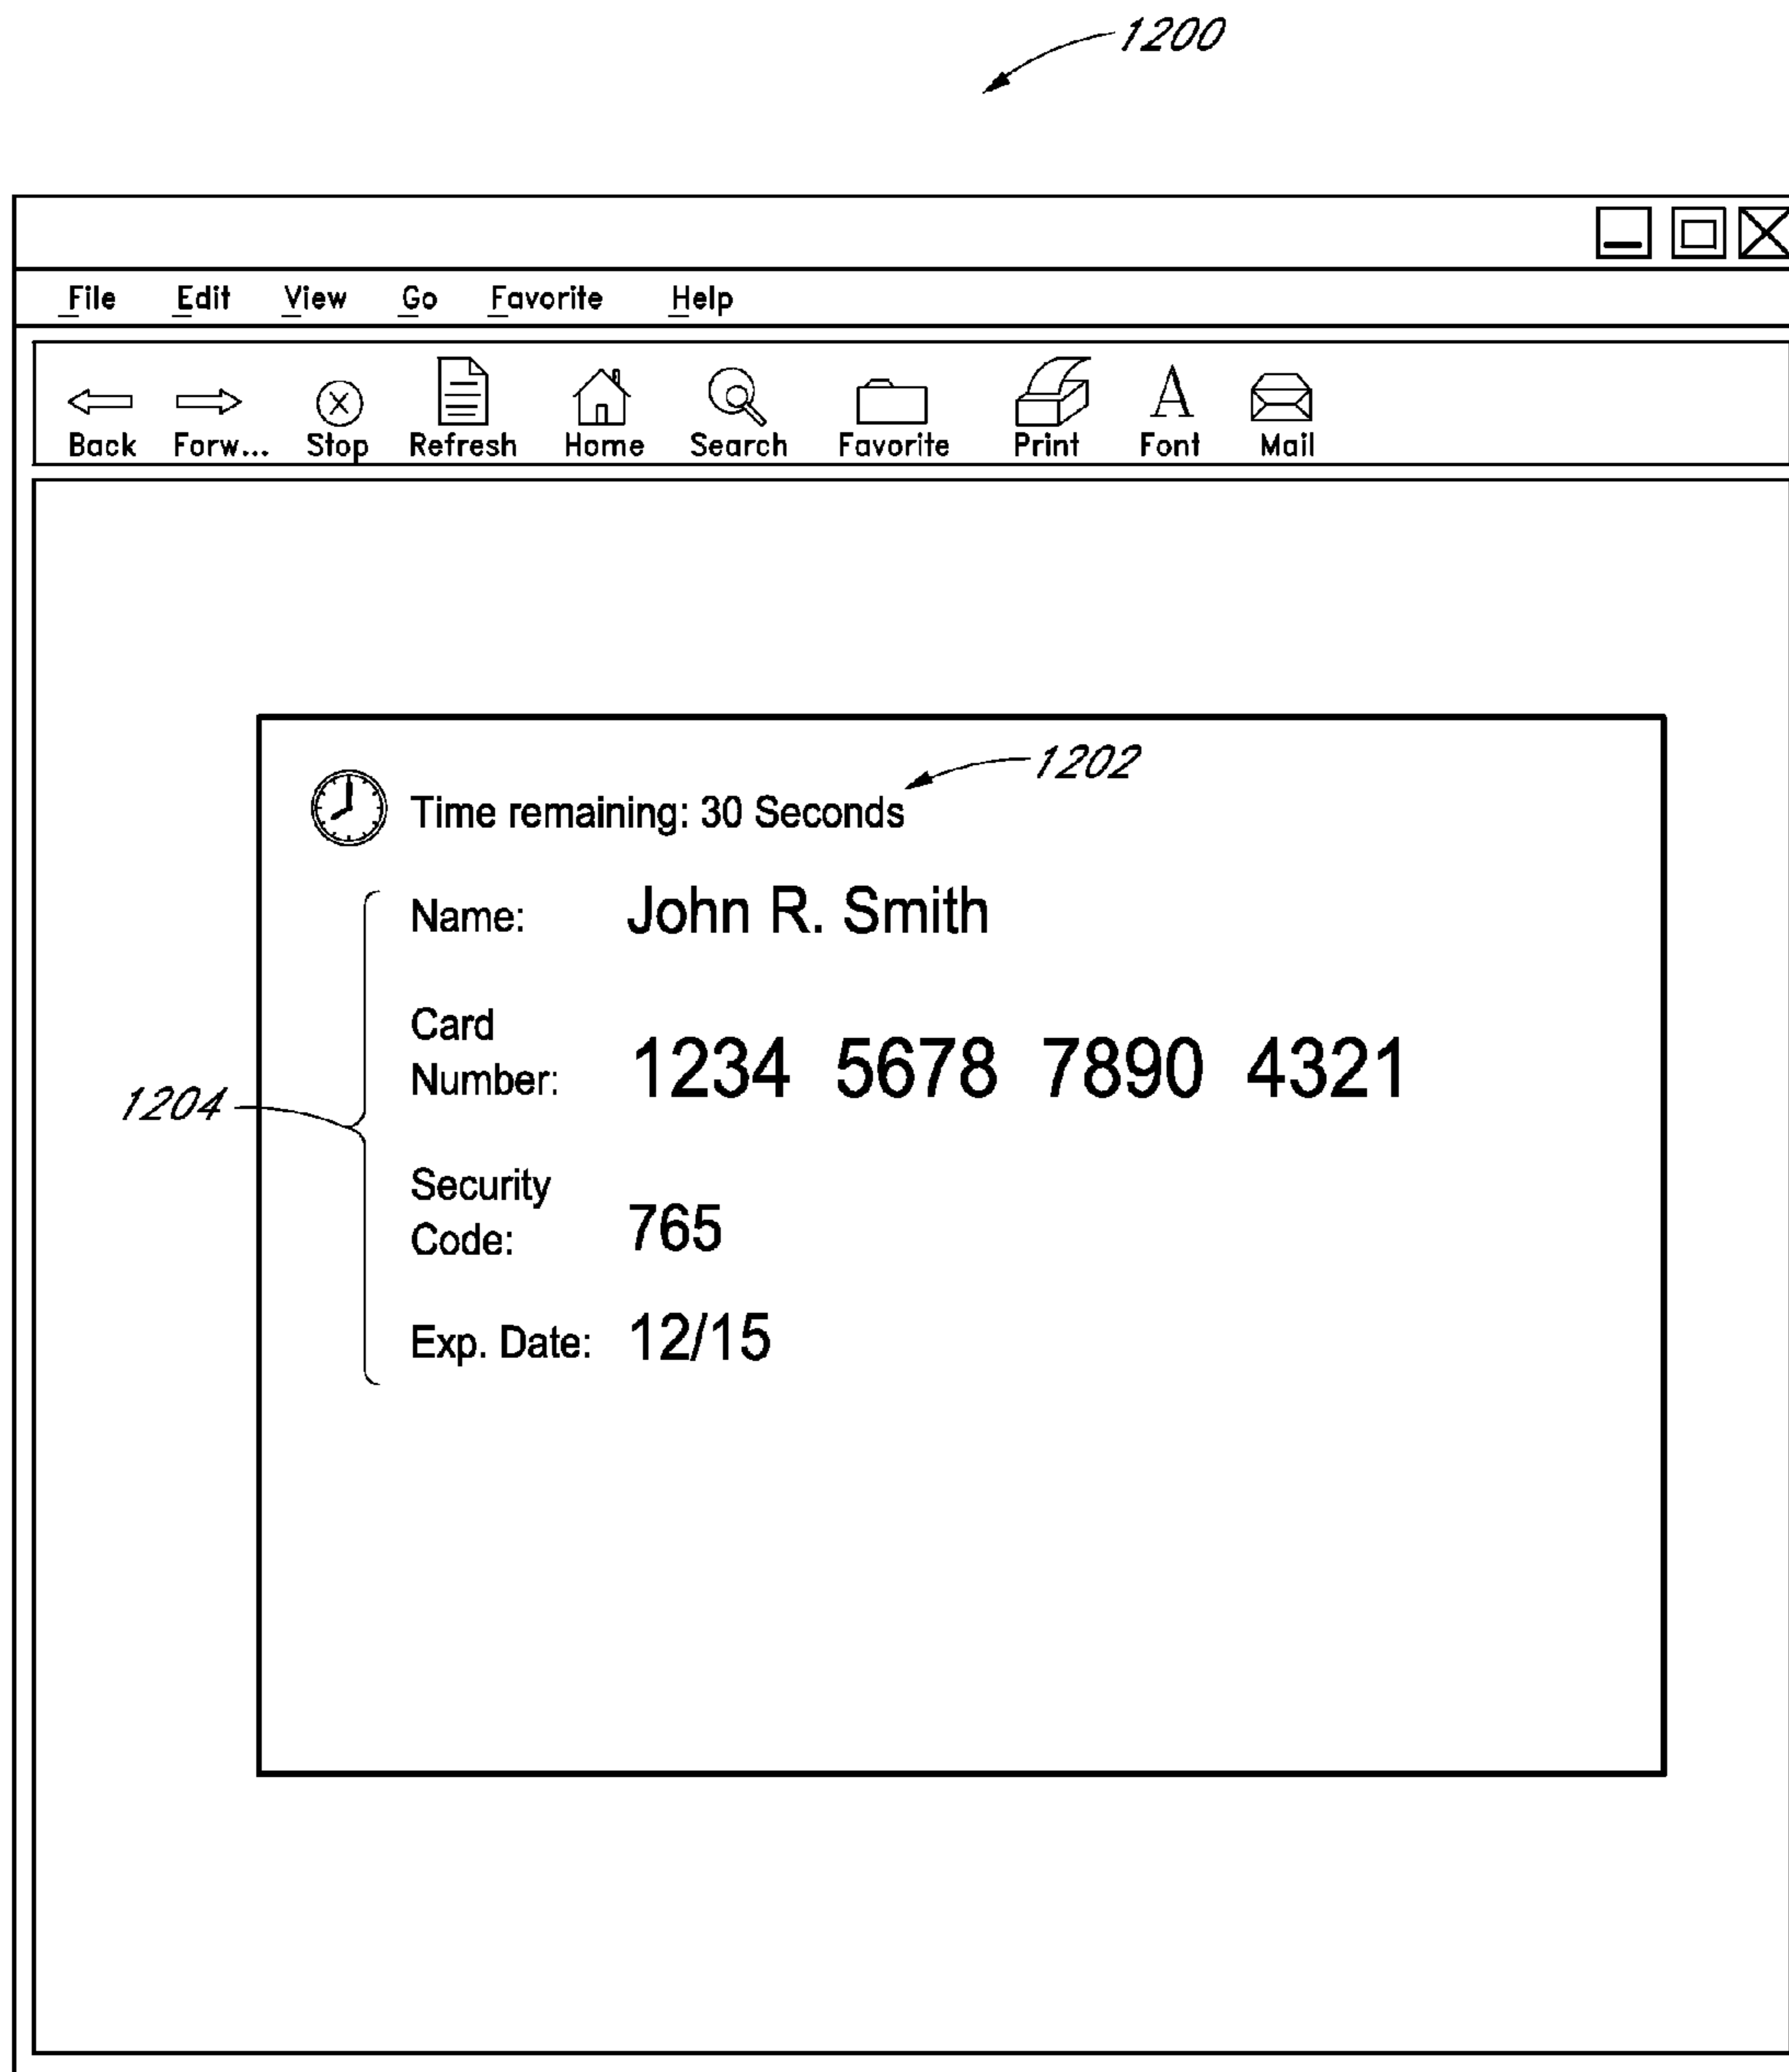 1200
File Edit View Go Favorite Help
Back Forw... Stop Refresh Home Search Favorite Print Font Mail
1202
Time remaining: 30 Seconds
Name: John R. Smith
Card
Number: 1234 5678 7890 4321
1204
Security
Code: 765
Exp. Date: 12/15